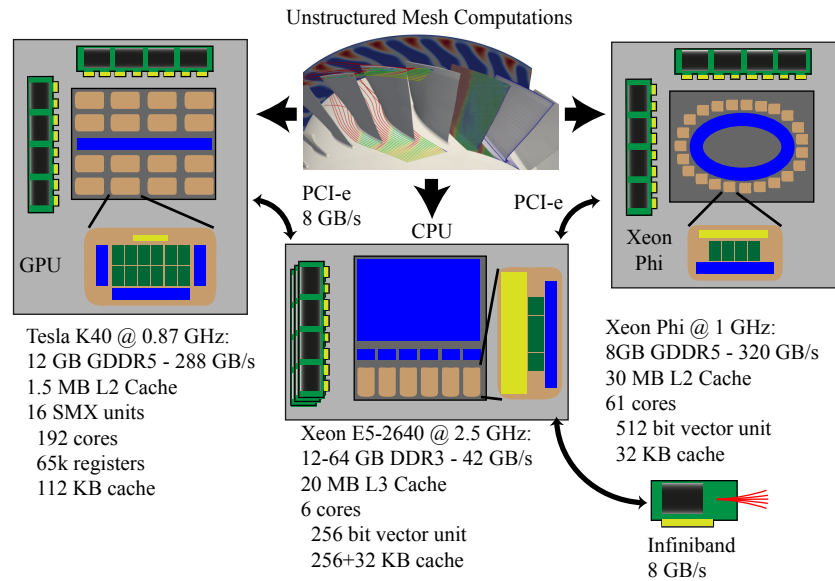 Unstructured Mesh Computations
PCI-e
8 GB/s
CPU
PCI-e
GPU
Xeon
Phi
Tesla K40 @ 0.87 GHz:
12 GB GDDR5 - 288 GB/s
1.5 MB L2 Cache
16 SMX units
192 cores
65k registers
112 KB cache
Xeon E5-2640 @ 2.5 GHz:
12-64 GB DDR3 - 42 GB/s
20 MB L3 Cache
6 cores
256 bit vector unit
256+32 KB cache
Xeon Phi @ 1 GHz:
8GB GDDR5 - 320 GB/s
30 MB L2 Cache
61 cores
512 bit vector unit
32 KB cache
Infiniband
8 GB/s